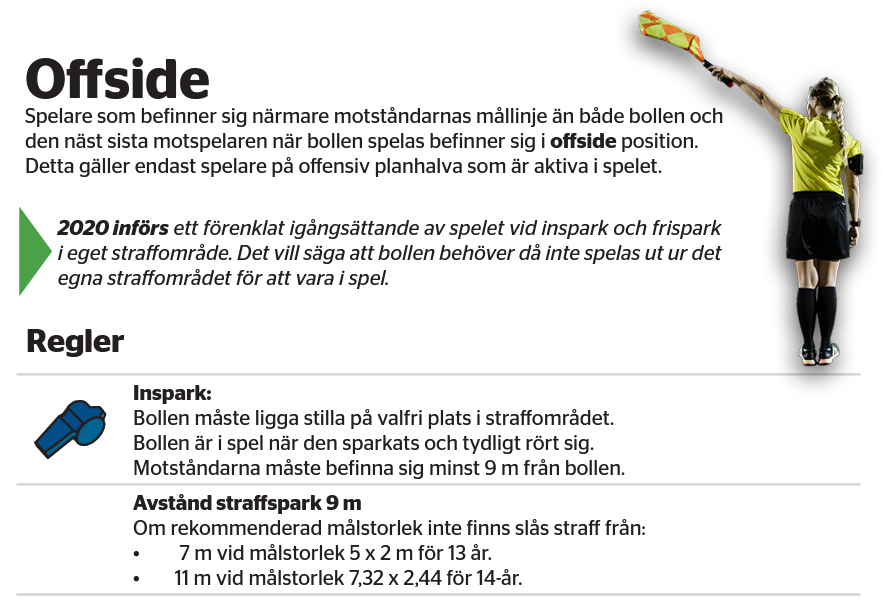 Offside
Spelare som befinner sig närmare motståndarnas mållinje än både bollen och
den näst sista motspelaren när bollen spelas befinner sig i offside position.
Detta gäller endast spelare på offensiv planhalva som är aktiva i spelet.
2020 införs ett förenklat igångsättande av spelet vid inspark och frispark
i eget straffområde. Det vill säga att bollen behöver då inte spelas ut ur det
egna straffområdet för att vara i spel.
Regler
Inspark:
Bollen måste ligga stilla på valfri plats i straffområdet.
Bollen är i spel när den sparkats och tydligt rört sig.
Motståndarna måste befinna sig minst 9 m från bollen.
Avstånd straffspark 9 m
Om rekommenderad målstorlek inte finns slås straff från:
• 7 m vid målstorlek 5 x 2 m för 13 år.
• 11 m vid målstorlek 7,32 x 2,44 för 14-år.